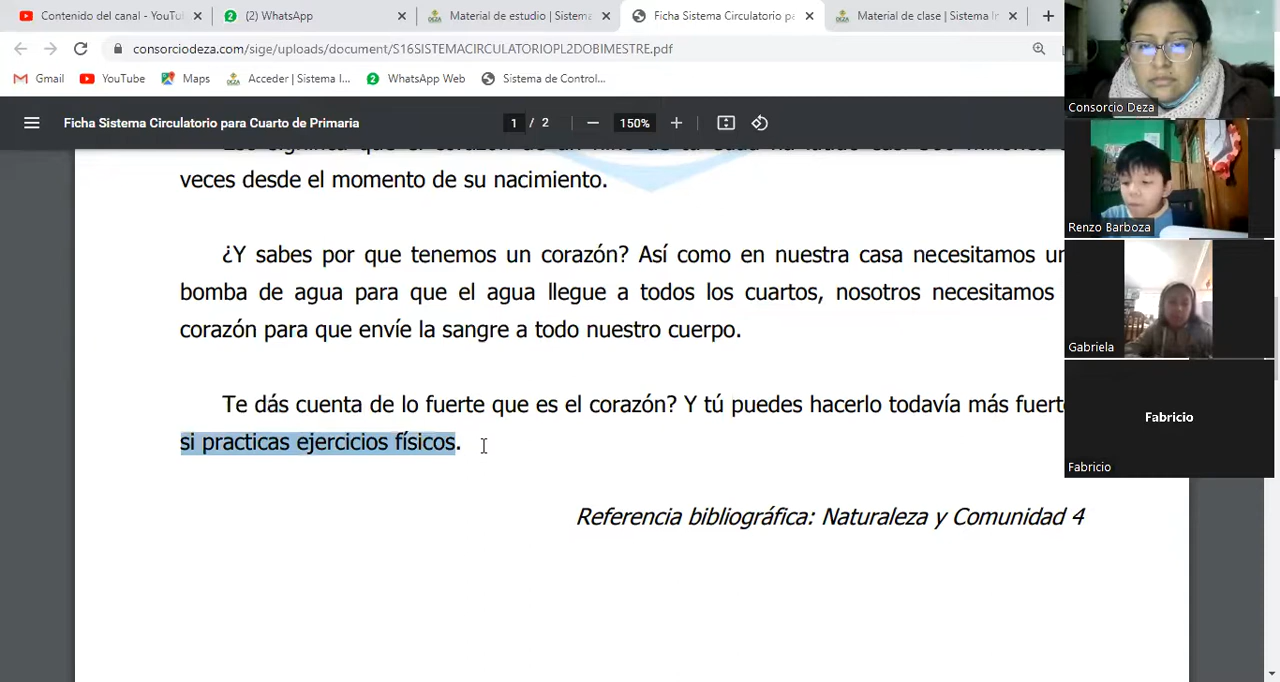 Contenido del canal - YouTu
(2) WhatsApp
Material de estudio | Sistema
Ficha Sistema Circulatorio pa
Material de clase | Sistema In
consorciodeza.com/sige/uploads/document/S16SISTEMACIRCULATORIOPL2DOBIMESTRE.pdf
Gmail
YouTube
Maps
Acceder | Sistema I...
WhatsApp Web
Sistema de Control...
Ficha Sistema Circulatorio para Cuarto de Primaria
1 / 2
150%
veces desde el momento de su nacimiento.
¿Y sabes por que tenemos un corazón? Así como en nuestra casa necesitamos un
bomba de agua para que el agua llegue a todos los cuartos, nosotros necesitamos
corazón para que envíe la sangre a todo nuestro cuerpo.
Te dás cuenta de lo fuerte que es el corazón? Y tú puedes hacerlo todavía más fuerte
si practicas ejercicios físicos.
Referencia bibliográfica: Naturaleza y Comunidad 4
Consorcio Deza
Renzo Barboza
Gabriela
Fabricio
Fabricio